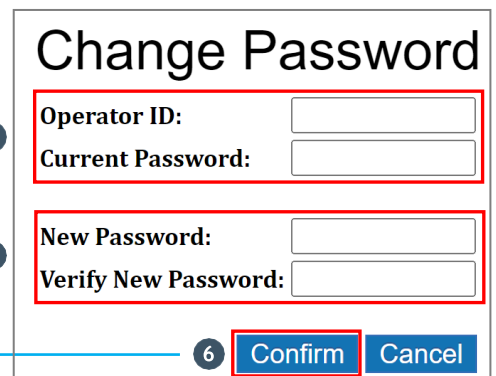 Change Password
Operator ID:
Current Password:
New Password:
Verify New Password:
6 Confirm Cancel